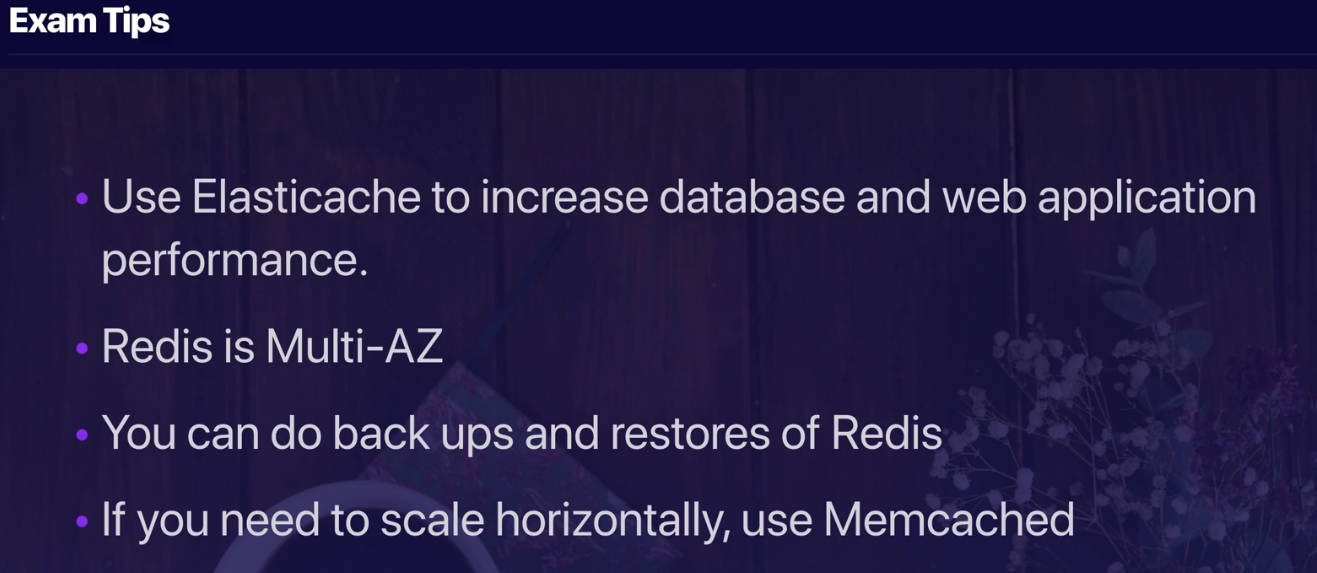 Exam Tips
• Use Elasticache to increase database and web application
performance.
• Redis is Multi-AZ
• You can do back ups and restores of Redis
• If you need to scale horizontally, use Memcached